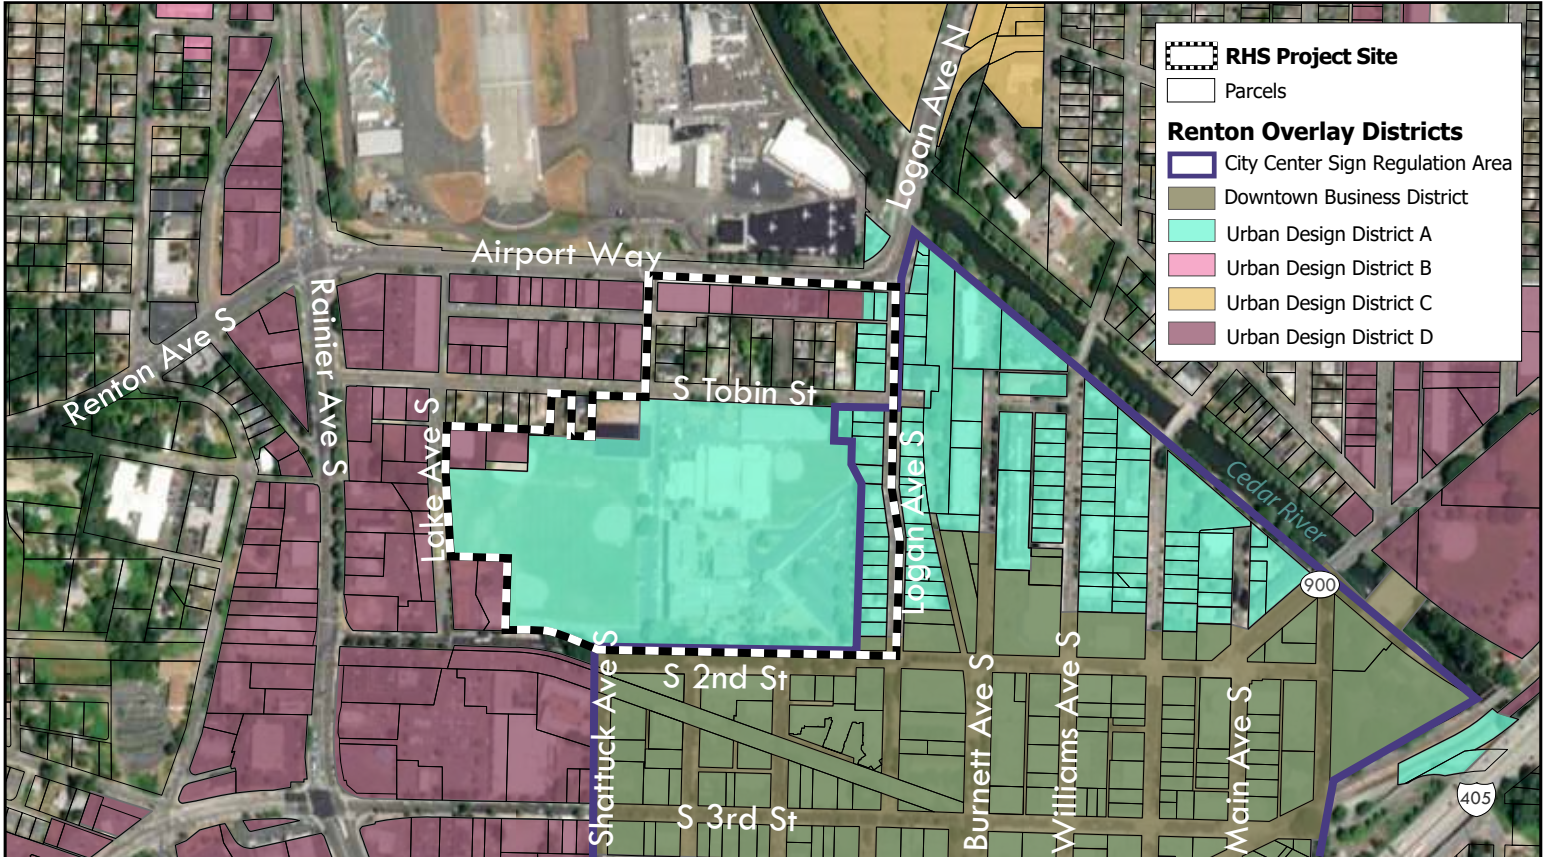 Logan Ave N
RHS Project Site
Parcels
Renton Overlay Districts
City Center Sign Regulation Area
Downtown Business District
Urban Design District A
Urban Design District B
Urban Design District C
Urban Design District D
Airport Way
Renton Ave S
Rainier Ave S
S Tobin St
Lake Ave S
Logan Ave S
Cedar River
900
S 2nd St
Shattuck Ave S
Burnett Ave S
Williams Ave S
Main Ave S
405
S 3rd St